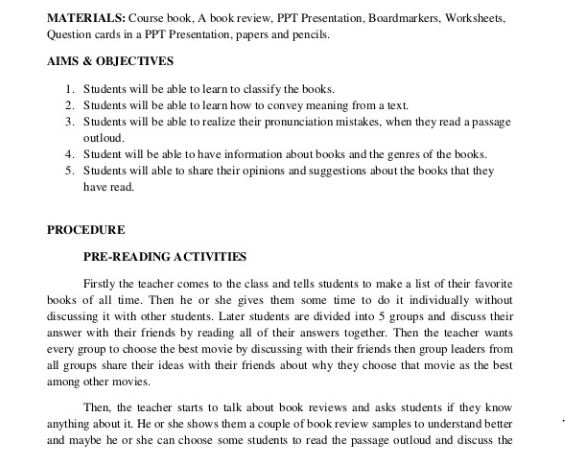 MATERIALS: Course book, A book review, PPT Presentation, Boardmarkers, Worksheets,
Question cards in a PPT Presentation, papers and pencils.
AIMS & OBJECTIVES
1. Students will be able to learn to classify the books.
2. Students will be able to learn how to convey meaning from a text.
3. Students will be able to realize their pronunciation mistakes, when they read a passage
outloud.
4. Student will be able to have information about books and the genres of the books.
5. Students will able to share their opinions and suggestions about the books that they
have read.
PROCEDURE
PRE-READING ACTIVITIES
Firstly the teacher comes to the class and tells students to make a list of their favorite
books of all time. Then he or she gives them some time to do it individually without
discussing it with other students. Later students are divided into 5 groups and discuss their
answer with their friends by reading all of their answers together. Then the teacher wants
every group to choose the best movie by discussing with their friends then group leaders from
all groups share their ideas with their friends about why they choose that movie as the best
among other movies.
Then, the teacher starts to talk about book reviews and asks students if they know
anything about it. He or she shows them a couple of book review samples to understand better
and maybe he or she can choose some students to read the passage outloud and discuss the